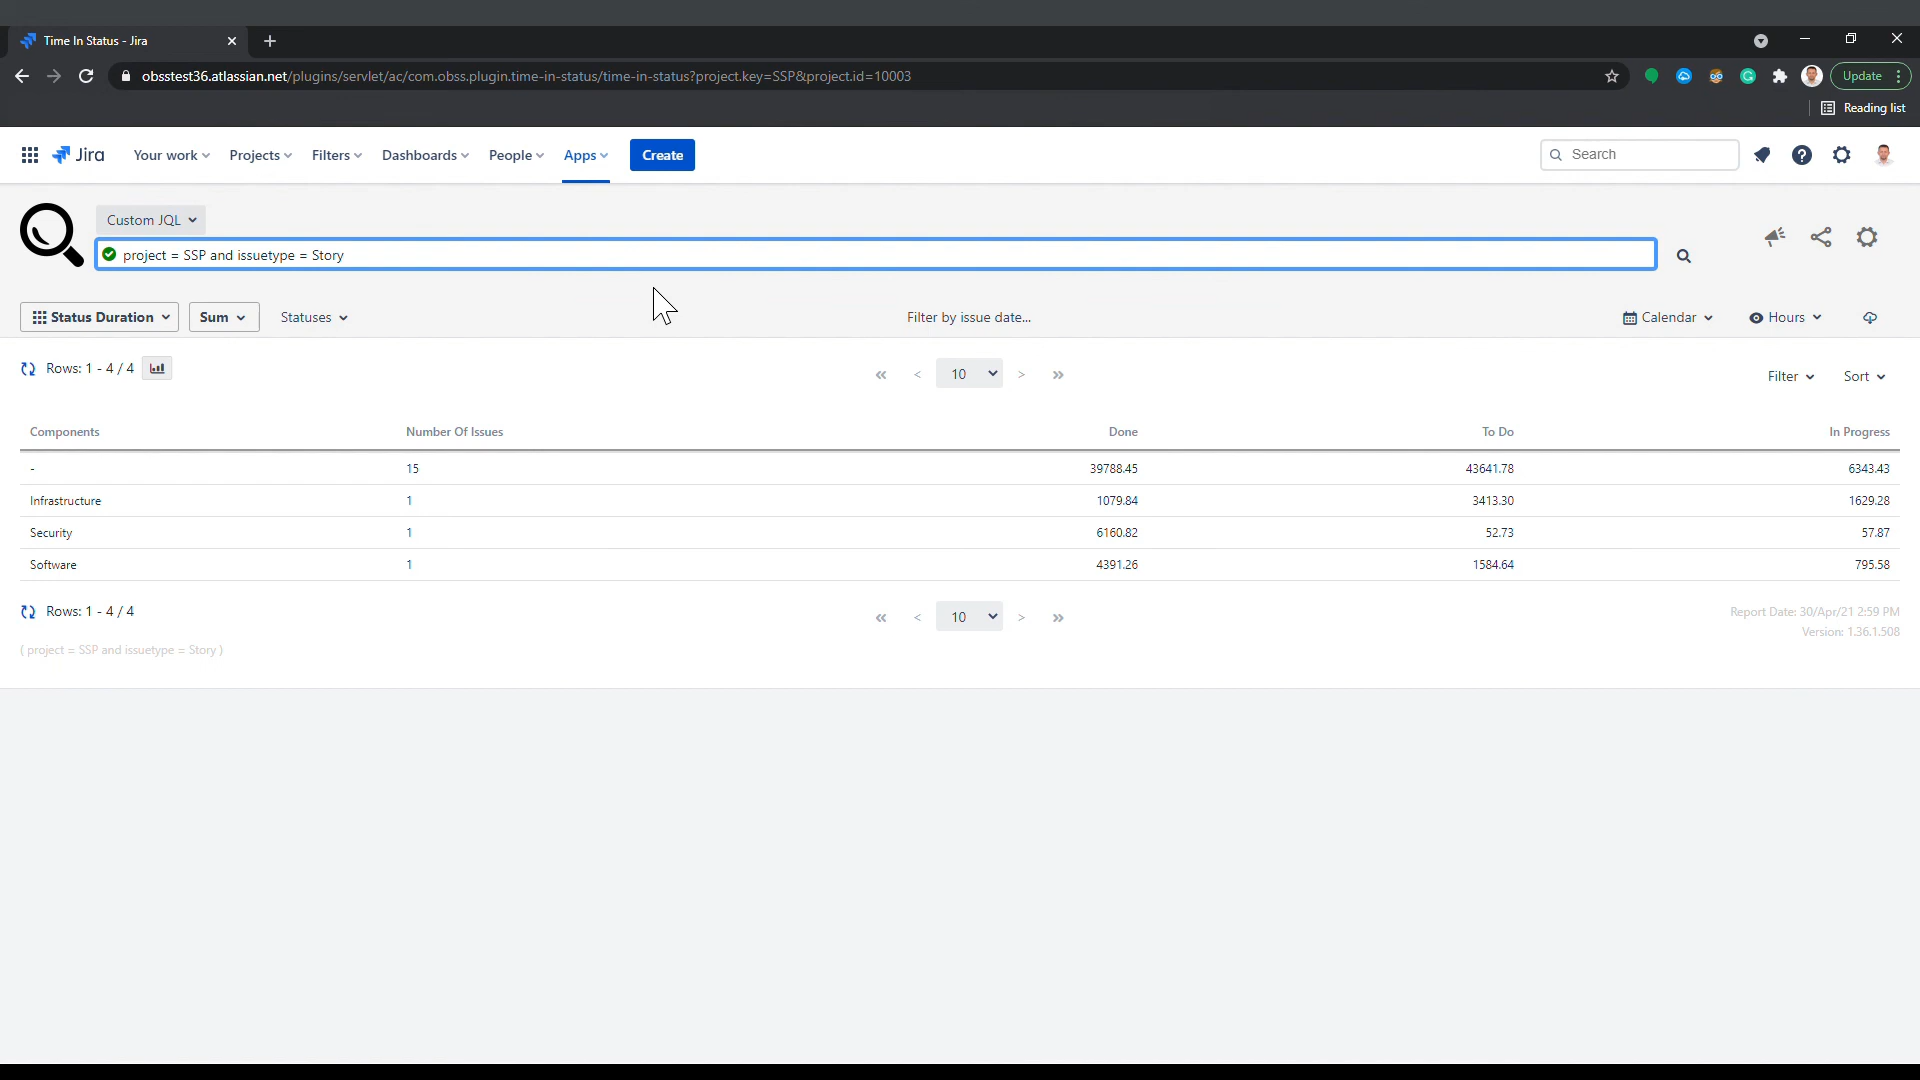 Time In Status - Jira
obsstest36.atlassian.net/plugins/servlet/ac/com.obss.plugin.time-in-status/time-in-status?project.key=SSP&project.id=10003
Update
Reading list
Jira
Your work
Projects
Filters
Dashboards
People
Apps
Create
Search
Custom JQL
project = SSP and issuetype = Story
Status Duration
Sum
Statuses
Filter by issue date...
Calendar
Hours
Rows: 1 - 4 / 4
« < 10 > »
Filter
Sort
Components Number Of Issues Done To Do In Progress
- 15 39788.45 43641.78 6343.43
Infrastructure 1 1079.84 3413.30 1629.28
Security 1 6160.82 52.73 57.87
Software 1 4391.26 1584.64 795.58
Rows: 1 - 4 / 4
« < 10 > »
Report Date: 30/Apr/21 2:59 PM
Version: 1.36.1.508
( project = SSP and issuetype = Story )